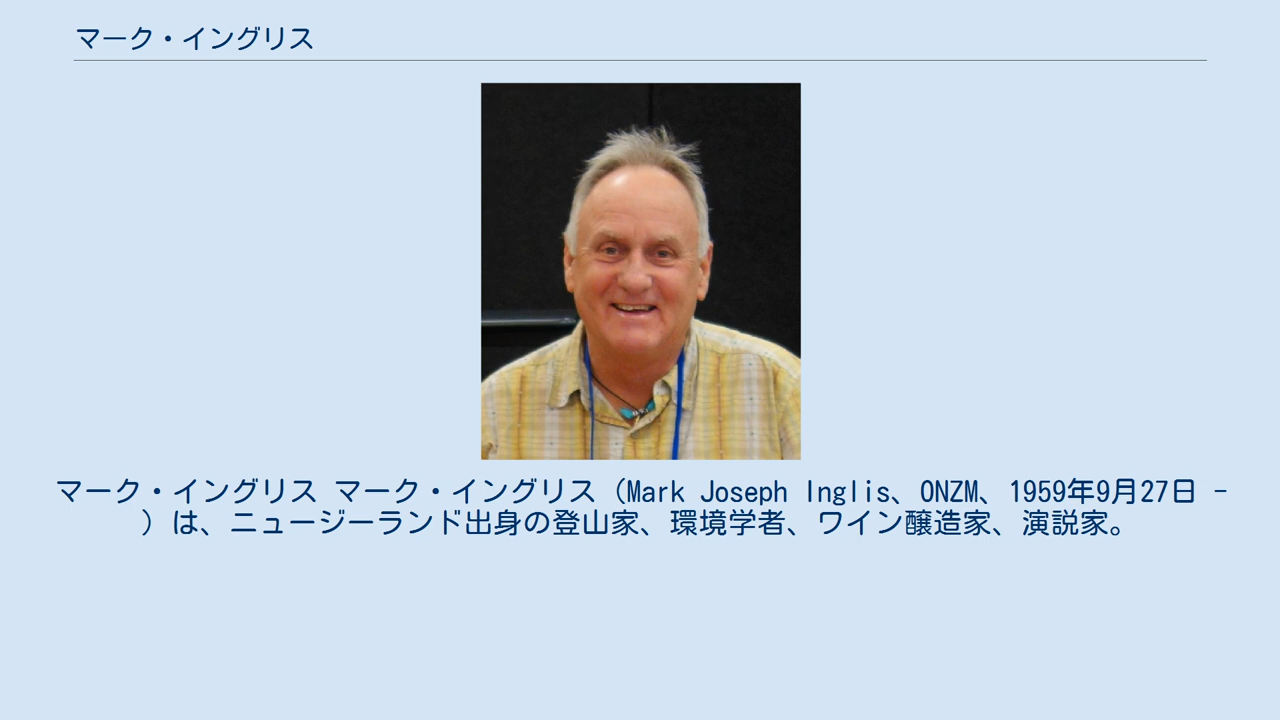 マーク・イングリス
マーク・イングリス マーク・イングリス（Mark Joseph Inglis、ONZM、1959年9月27日 -
）は、ニュージーランド出身の登山家、環境学者、ワイン醸造家、演説家。